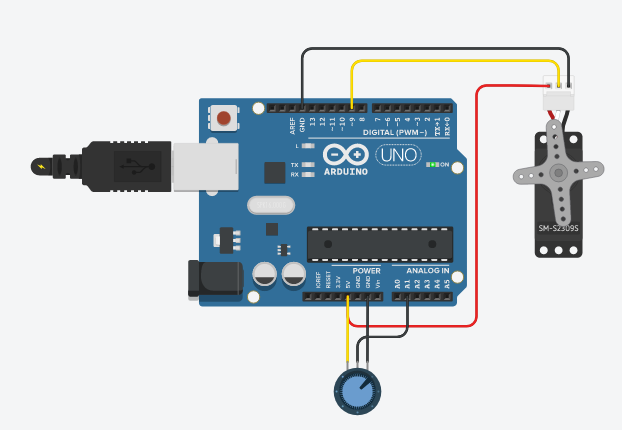 AREF
GND
13
12
~11
~10
~9
8
7
~6
~5
4
~3
2
TX→1
RX←0
DIGITAL (PWM~)
L
TX
RX
UNO
ARDUINO
ON
SM-S2309S
POWER
ANALOG IN
IOREF
RESET
3.3V
5V
GND
GND
Vin
A0
A1
A2
A3
A4
A5